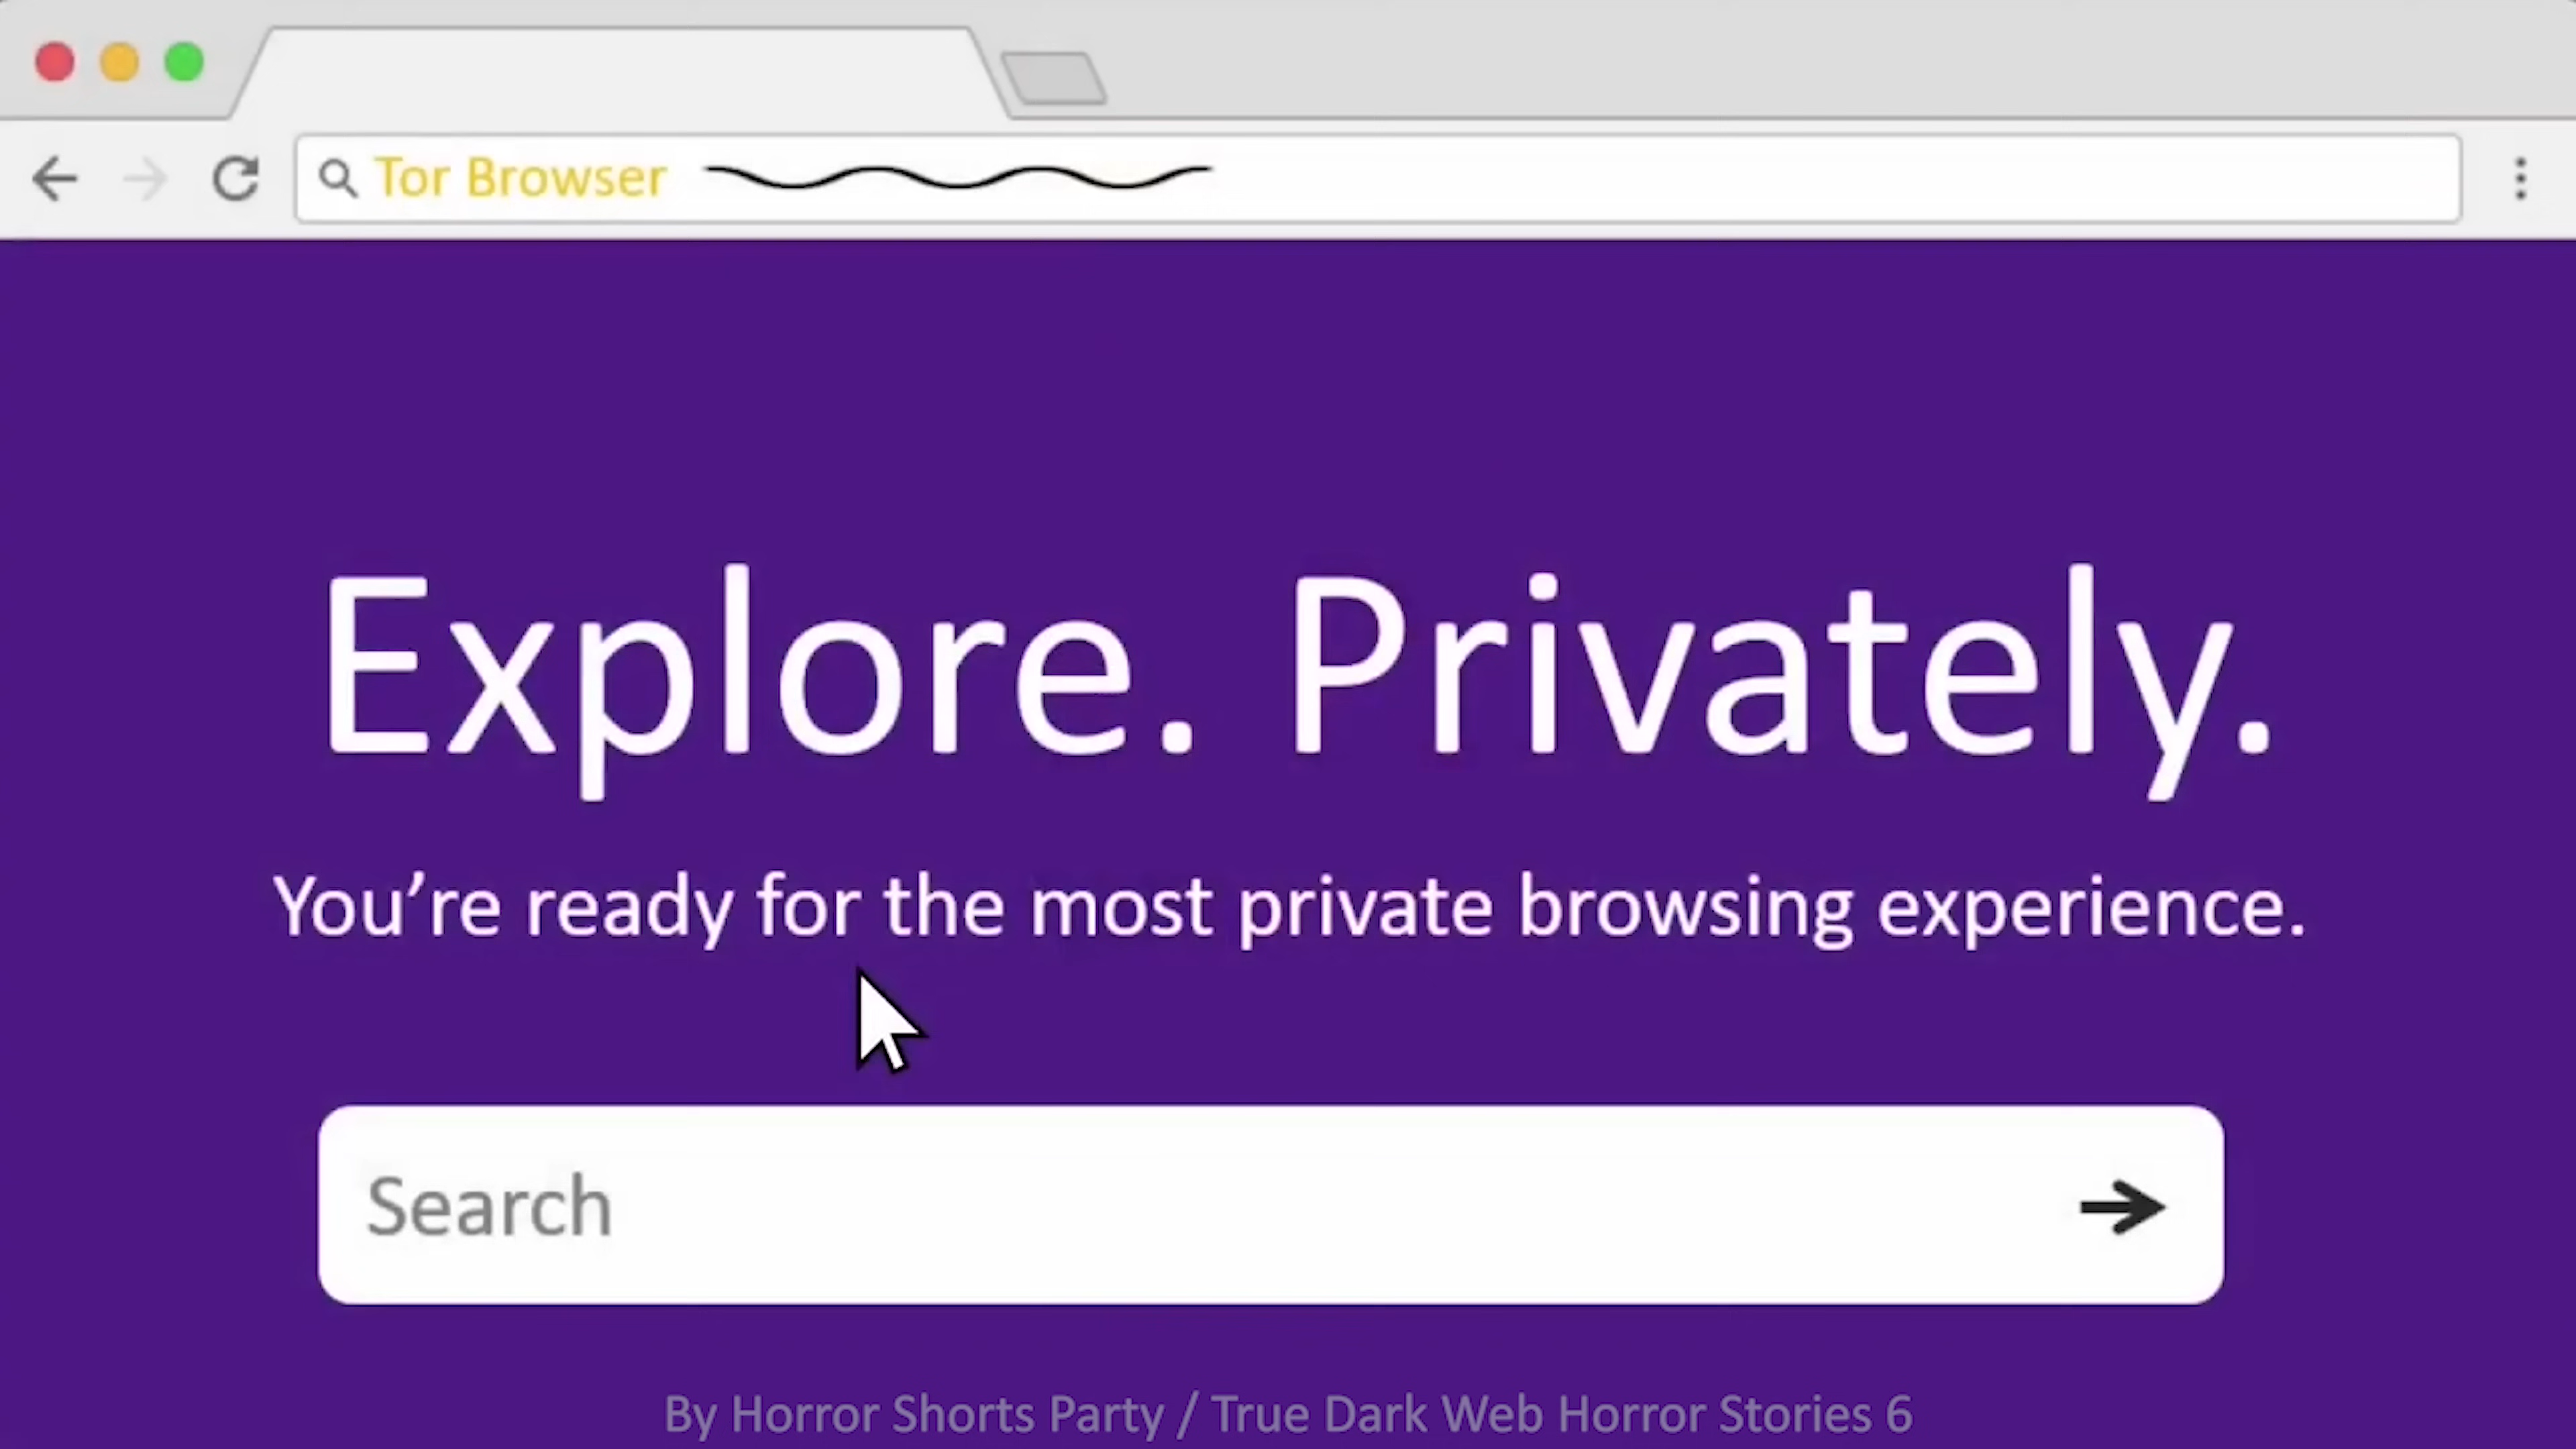 Tor Browser
Explore. Privately.
You’re ready for the most private browsing experience.
Search
By Horror Shorts Party / True Dark Web Horror Stories 6